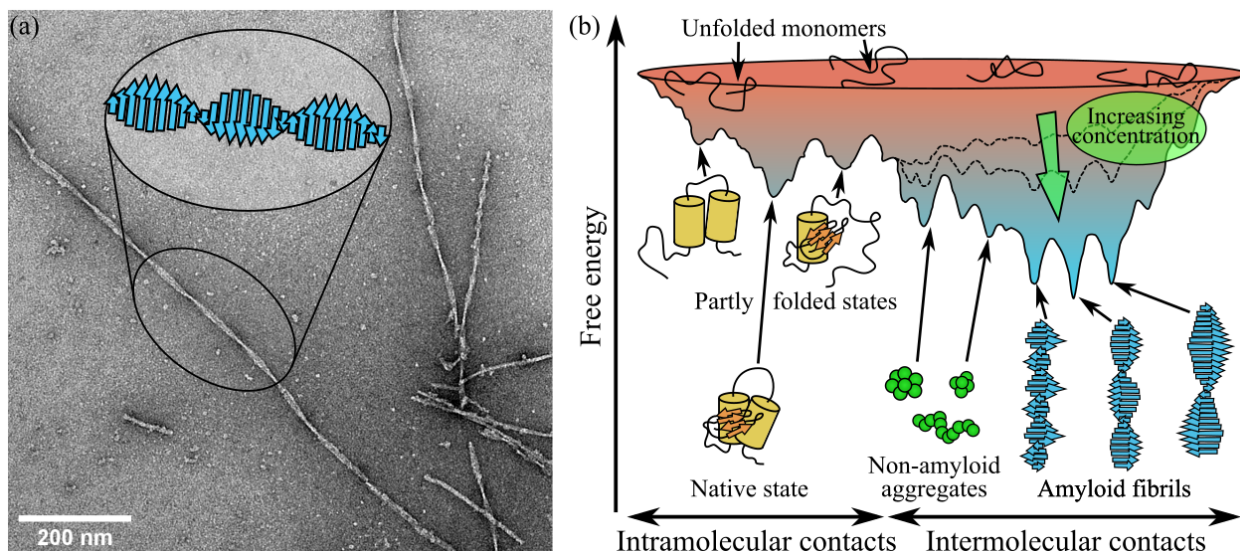 (a)
200 nm
(b)
Free energy
Unfolded monomers
Increasing
concentration
Partly folded states
Native state
Non-amyloid
aggregates
Amyloid fibrils
Intramolecular contacts
Intermolecular contacts